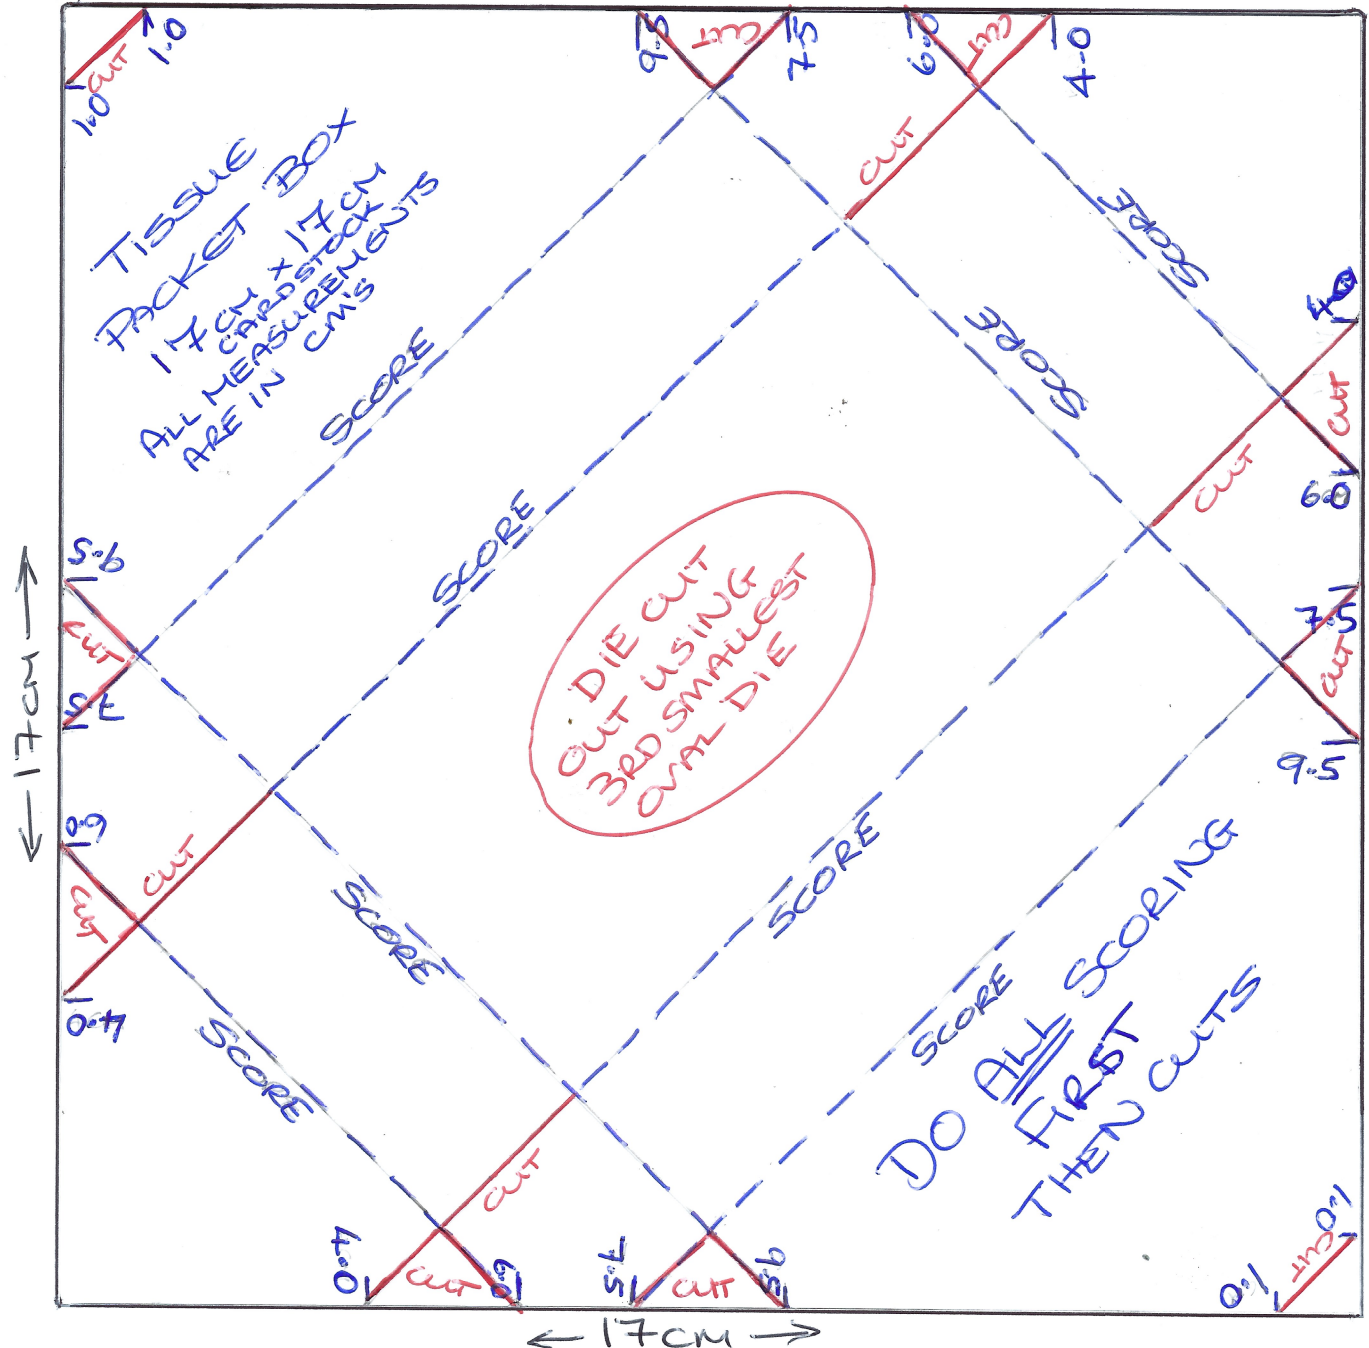 CUT
1.0
1.0
9.5
CUT
7.5
6.0
CUT
4.0
TISSUE
PACKET BOX
17CM X 17CM
CARDSTOCK
ALL MEASUREMENTS
ARE IN CM'S
CUT
SCORE
SCORE
SCORE
SCORE
4.0
CUT
6.0
CUT
9.5
CUT
7.5
DIE CUT
OUT USING
3RD SMALLEST
OVAL DIE
7.5
CUT
9.5
17CM
6.0
CUT
CUT
4.0
SCORE
SCORE
SCORE
SCORE
DO ALL SCORING
FIRST
THEN CUTS
CUT
4.0
CUT
6.0
7.5
CUT
9.5
1.0
CUT
1.0
17CM